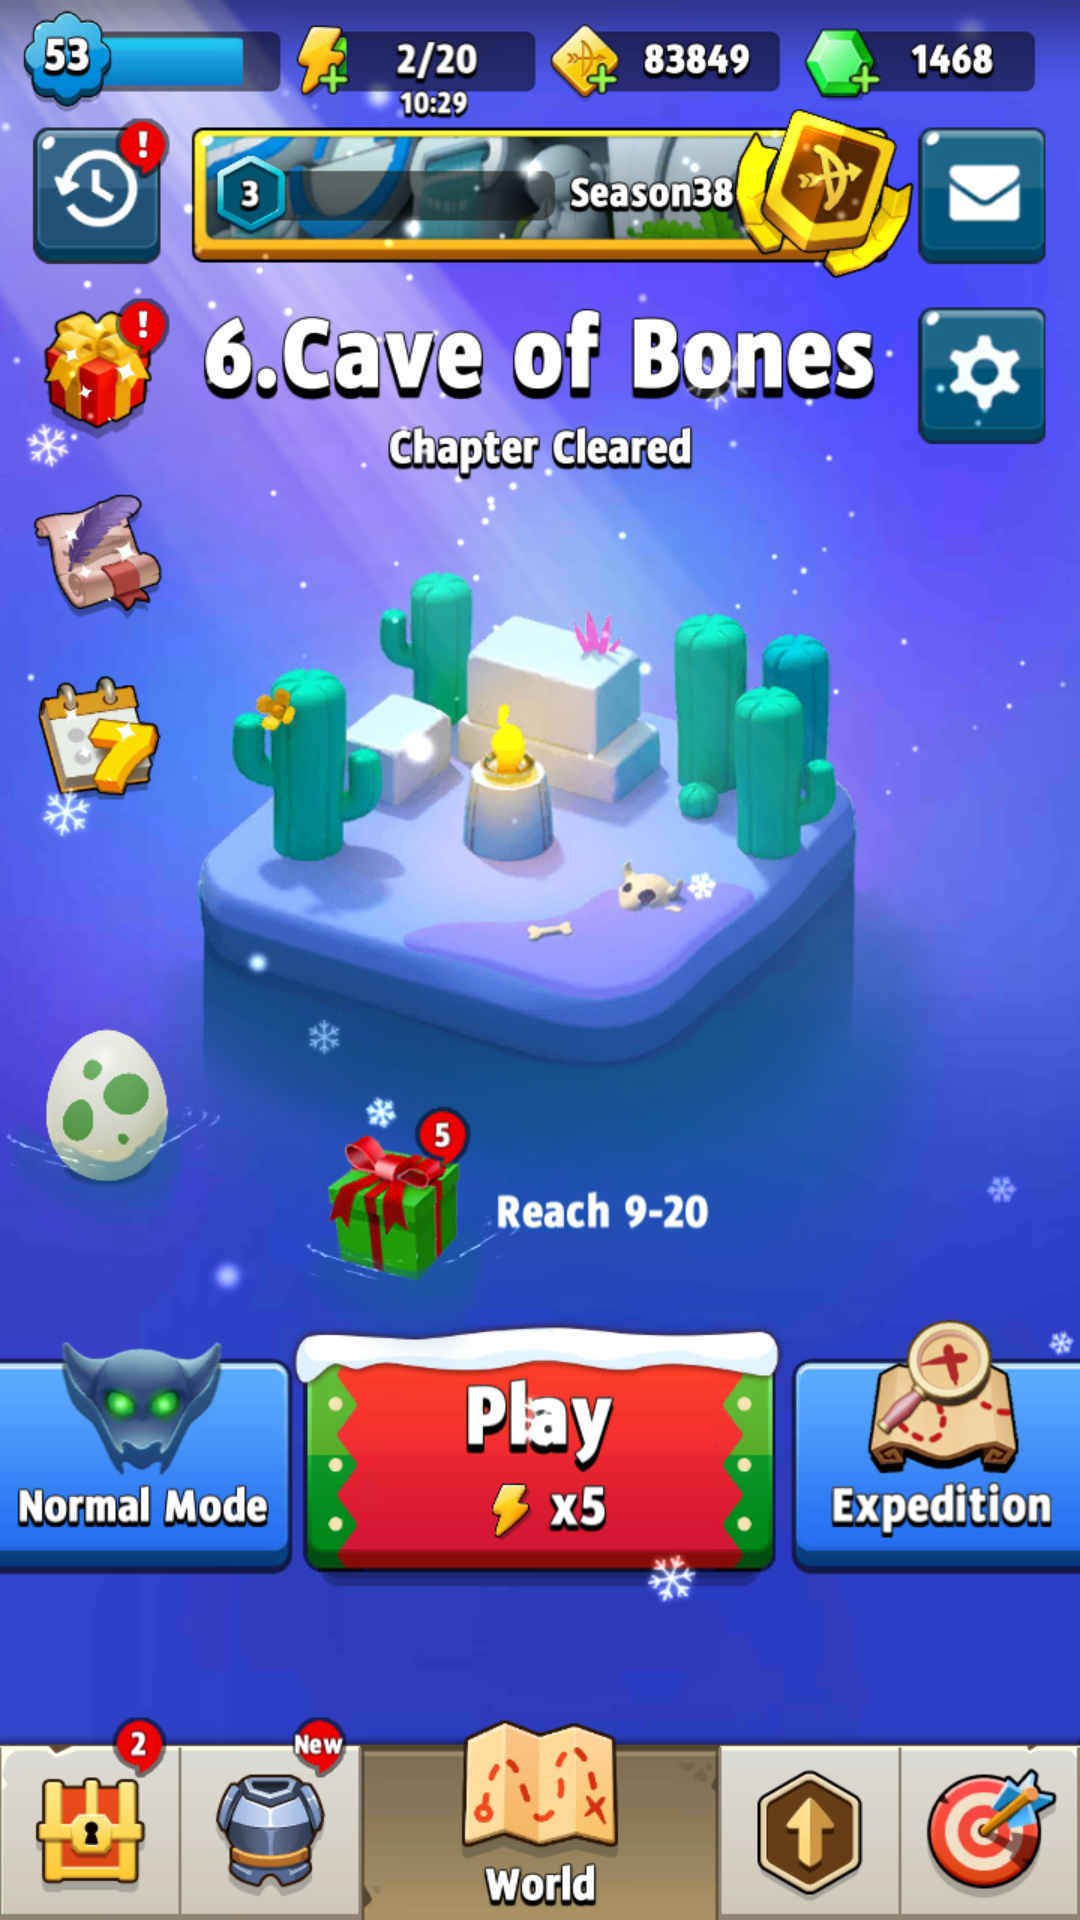 53
2/20
83849
1468
10:29
!
3
Season38
!
6.Cave of Bones
Chapter Cleared
7
5
Reach 9-20
Play
x5
Normal Mode
Expedition
2
New
World